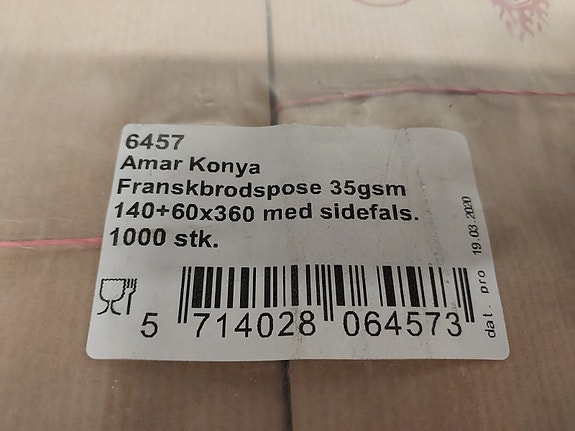 6457
Amar Konya
Franskbrodspose 35gsm
140+60x360 med sidefals.
1000 stk.
5 714028 064573
dat. pro 19.03.2020